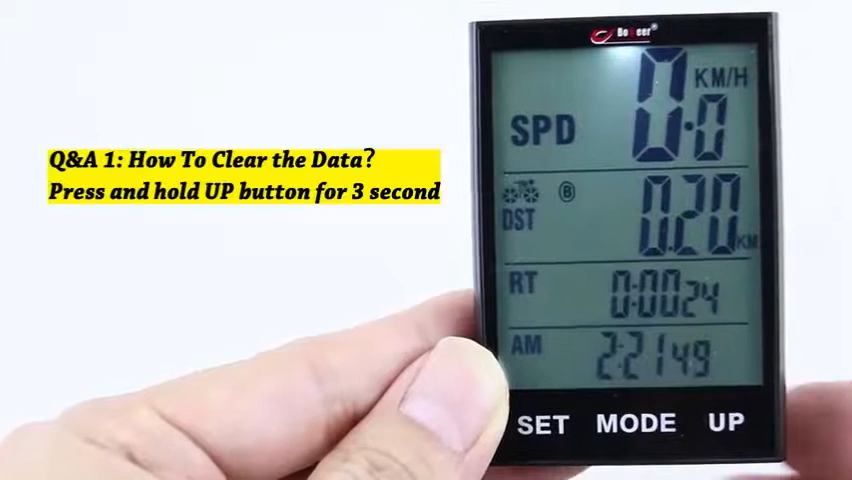 Q&A 1: How To Clear the Data?
Press and hold UP button for 3 second
BoGeer®
SPD 0.0 KM/H
B
DST 0.20 KM
RT 0:00 24
AM 2:21 49
SET MODE UP